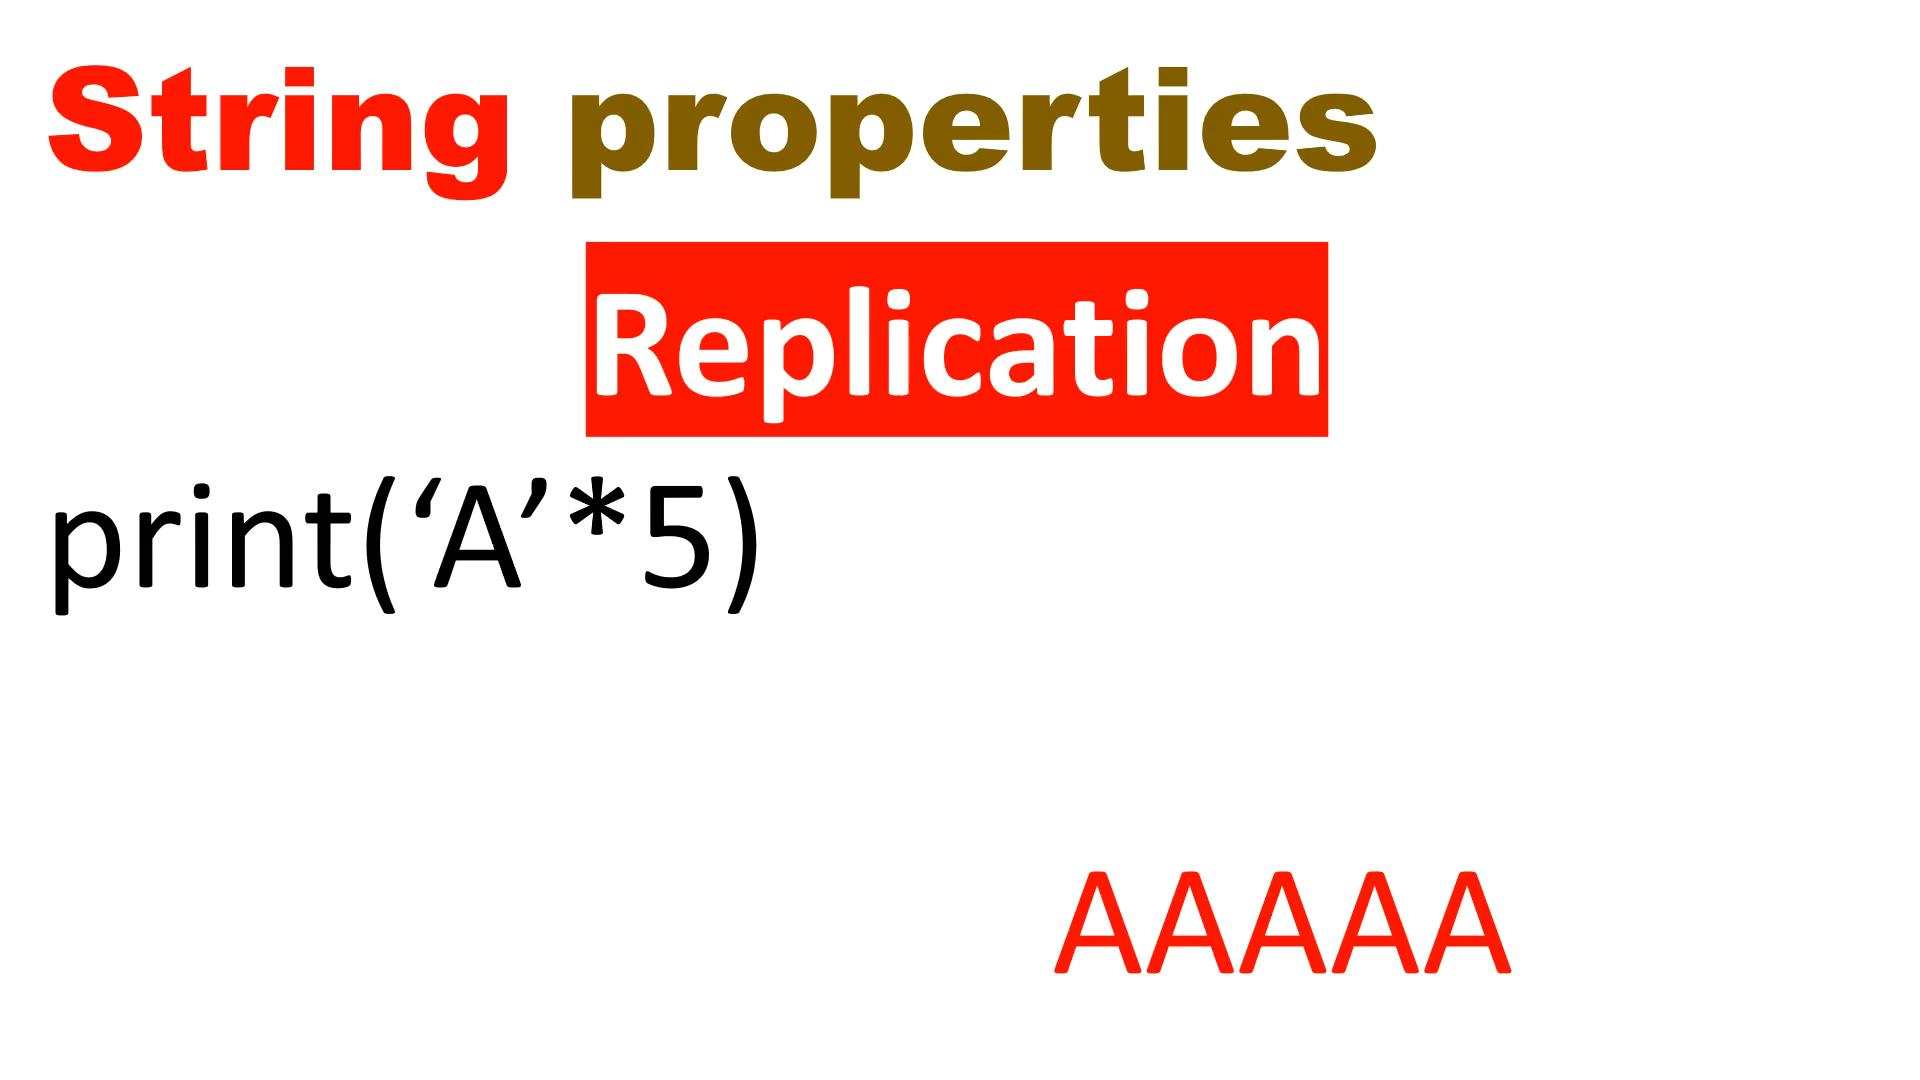 String properties
Replication
print(‘A’*5)
AAAAA